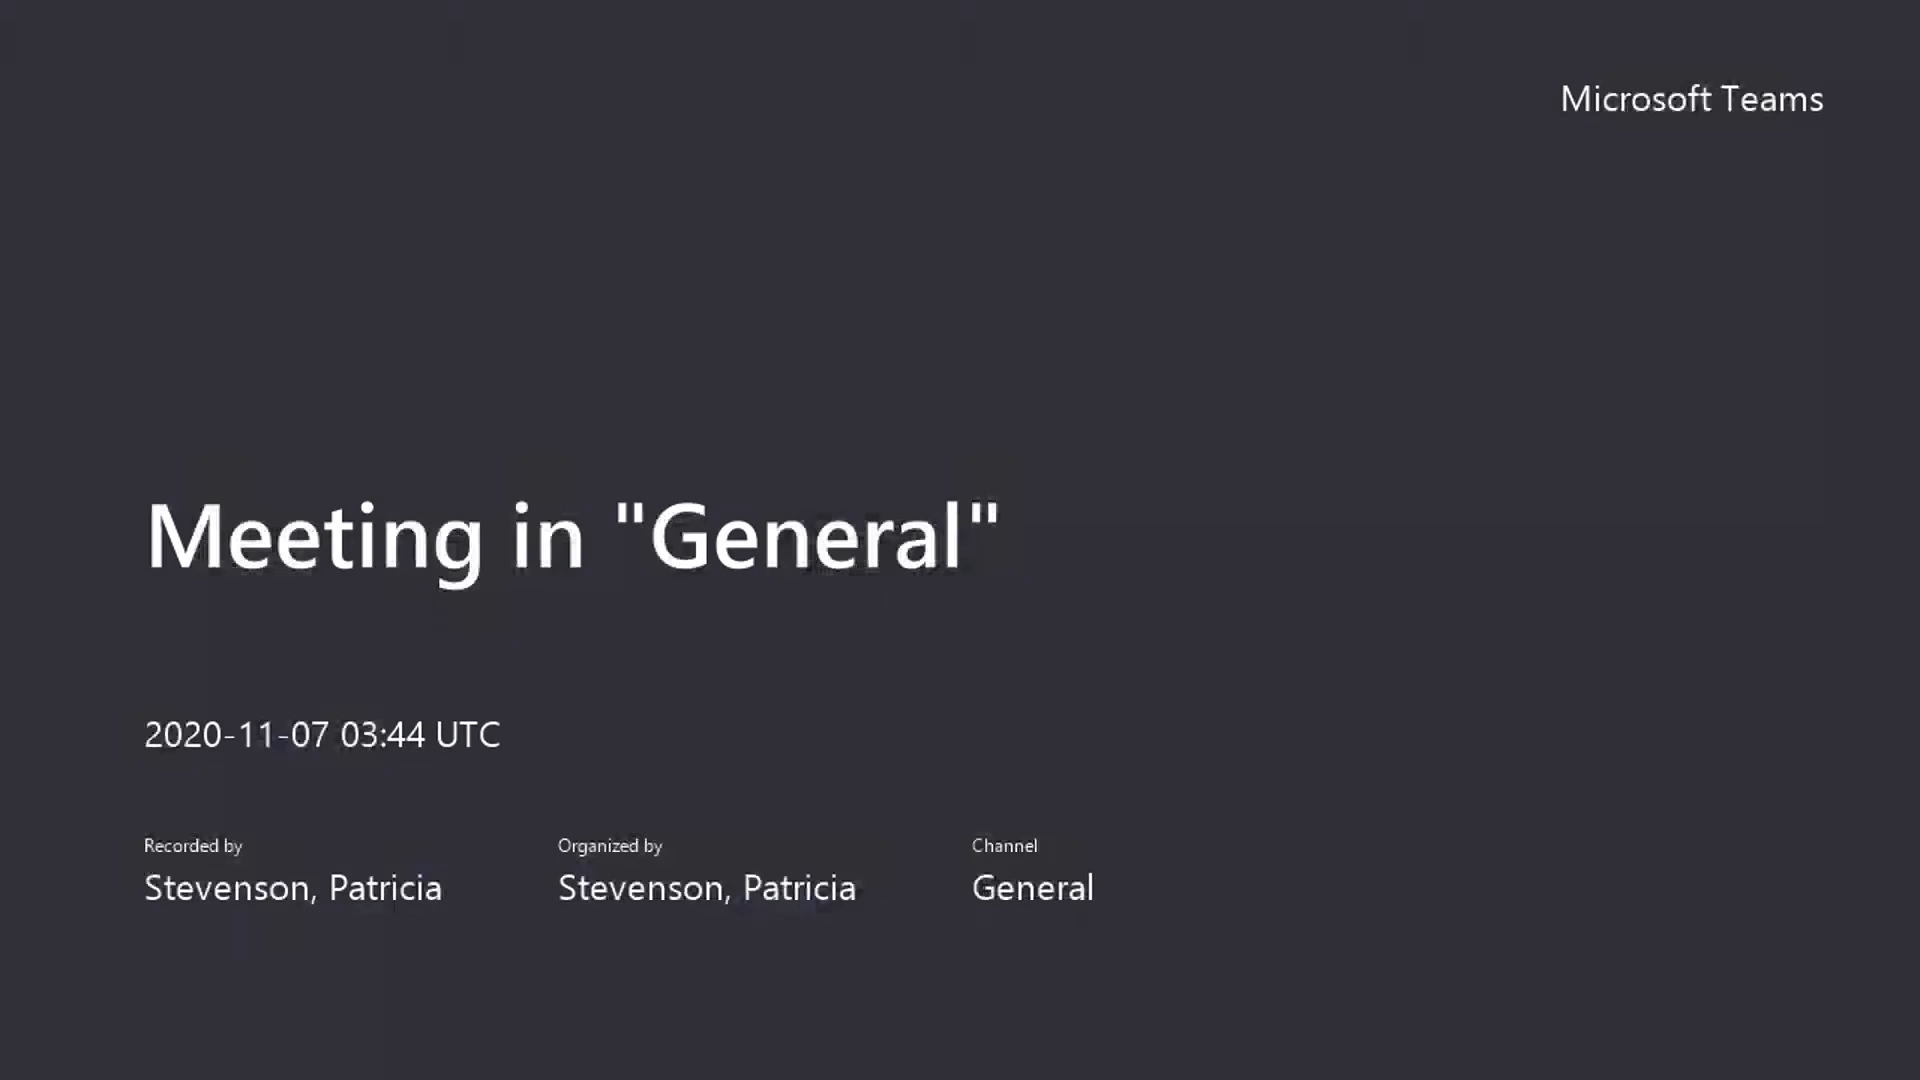 Microsoft Teams
Meeting in "General"
2020-11-07 03:44 UTC
Recorded by
Stevenson, Patricia
Organized by
Stevenson, Patricia
Channel
General